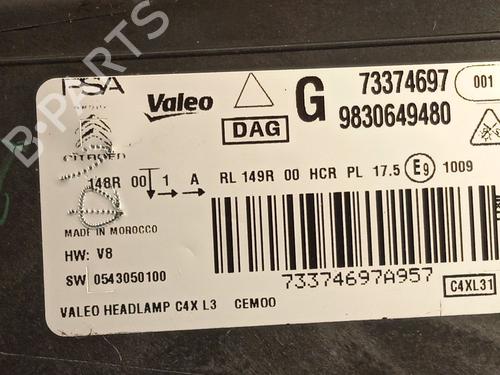 B-PARTS
PSA
CITROËN
Valeo
DAG
G
73374697
001
9830649480
148R 00 1 A RL 149R 00 HCR PL 17.5 E9 1009
MADE IN MOROCCO
HW: V8
SW 0543050100
73374697A957
C4XL31
VALEO HEADLAMP C4X L3 CEMOO